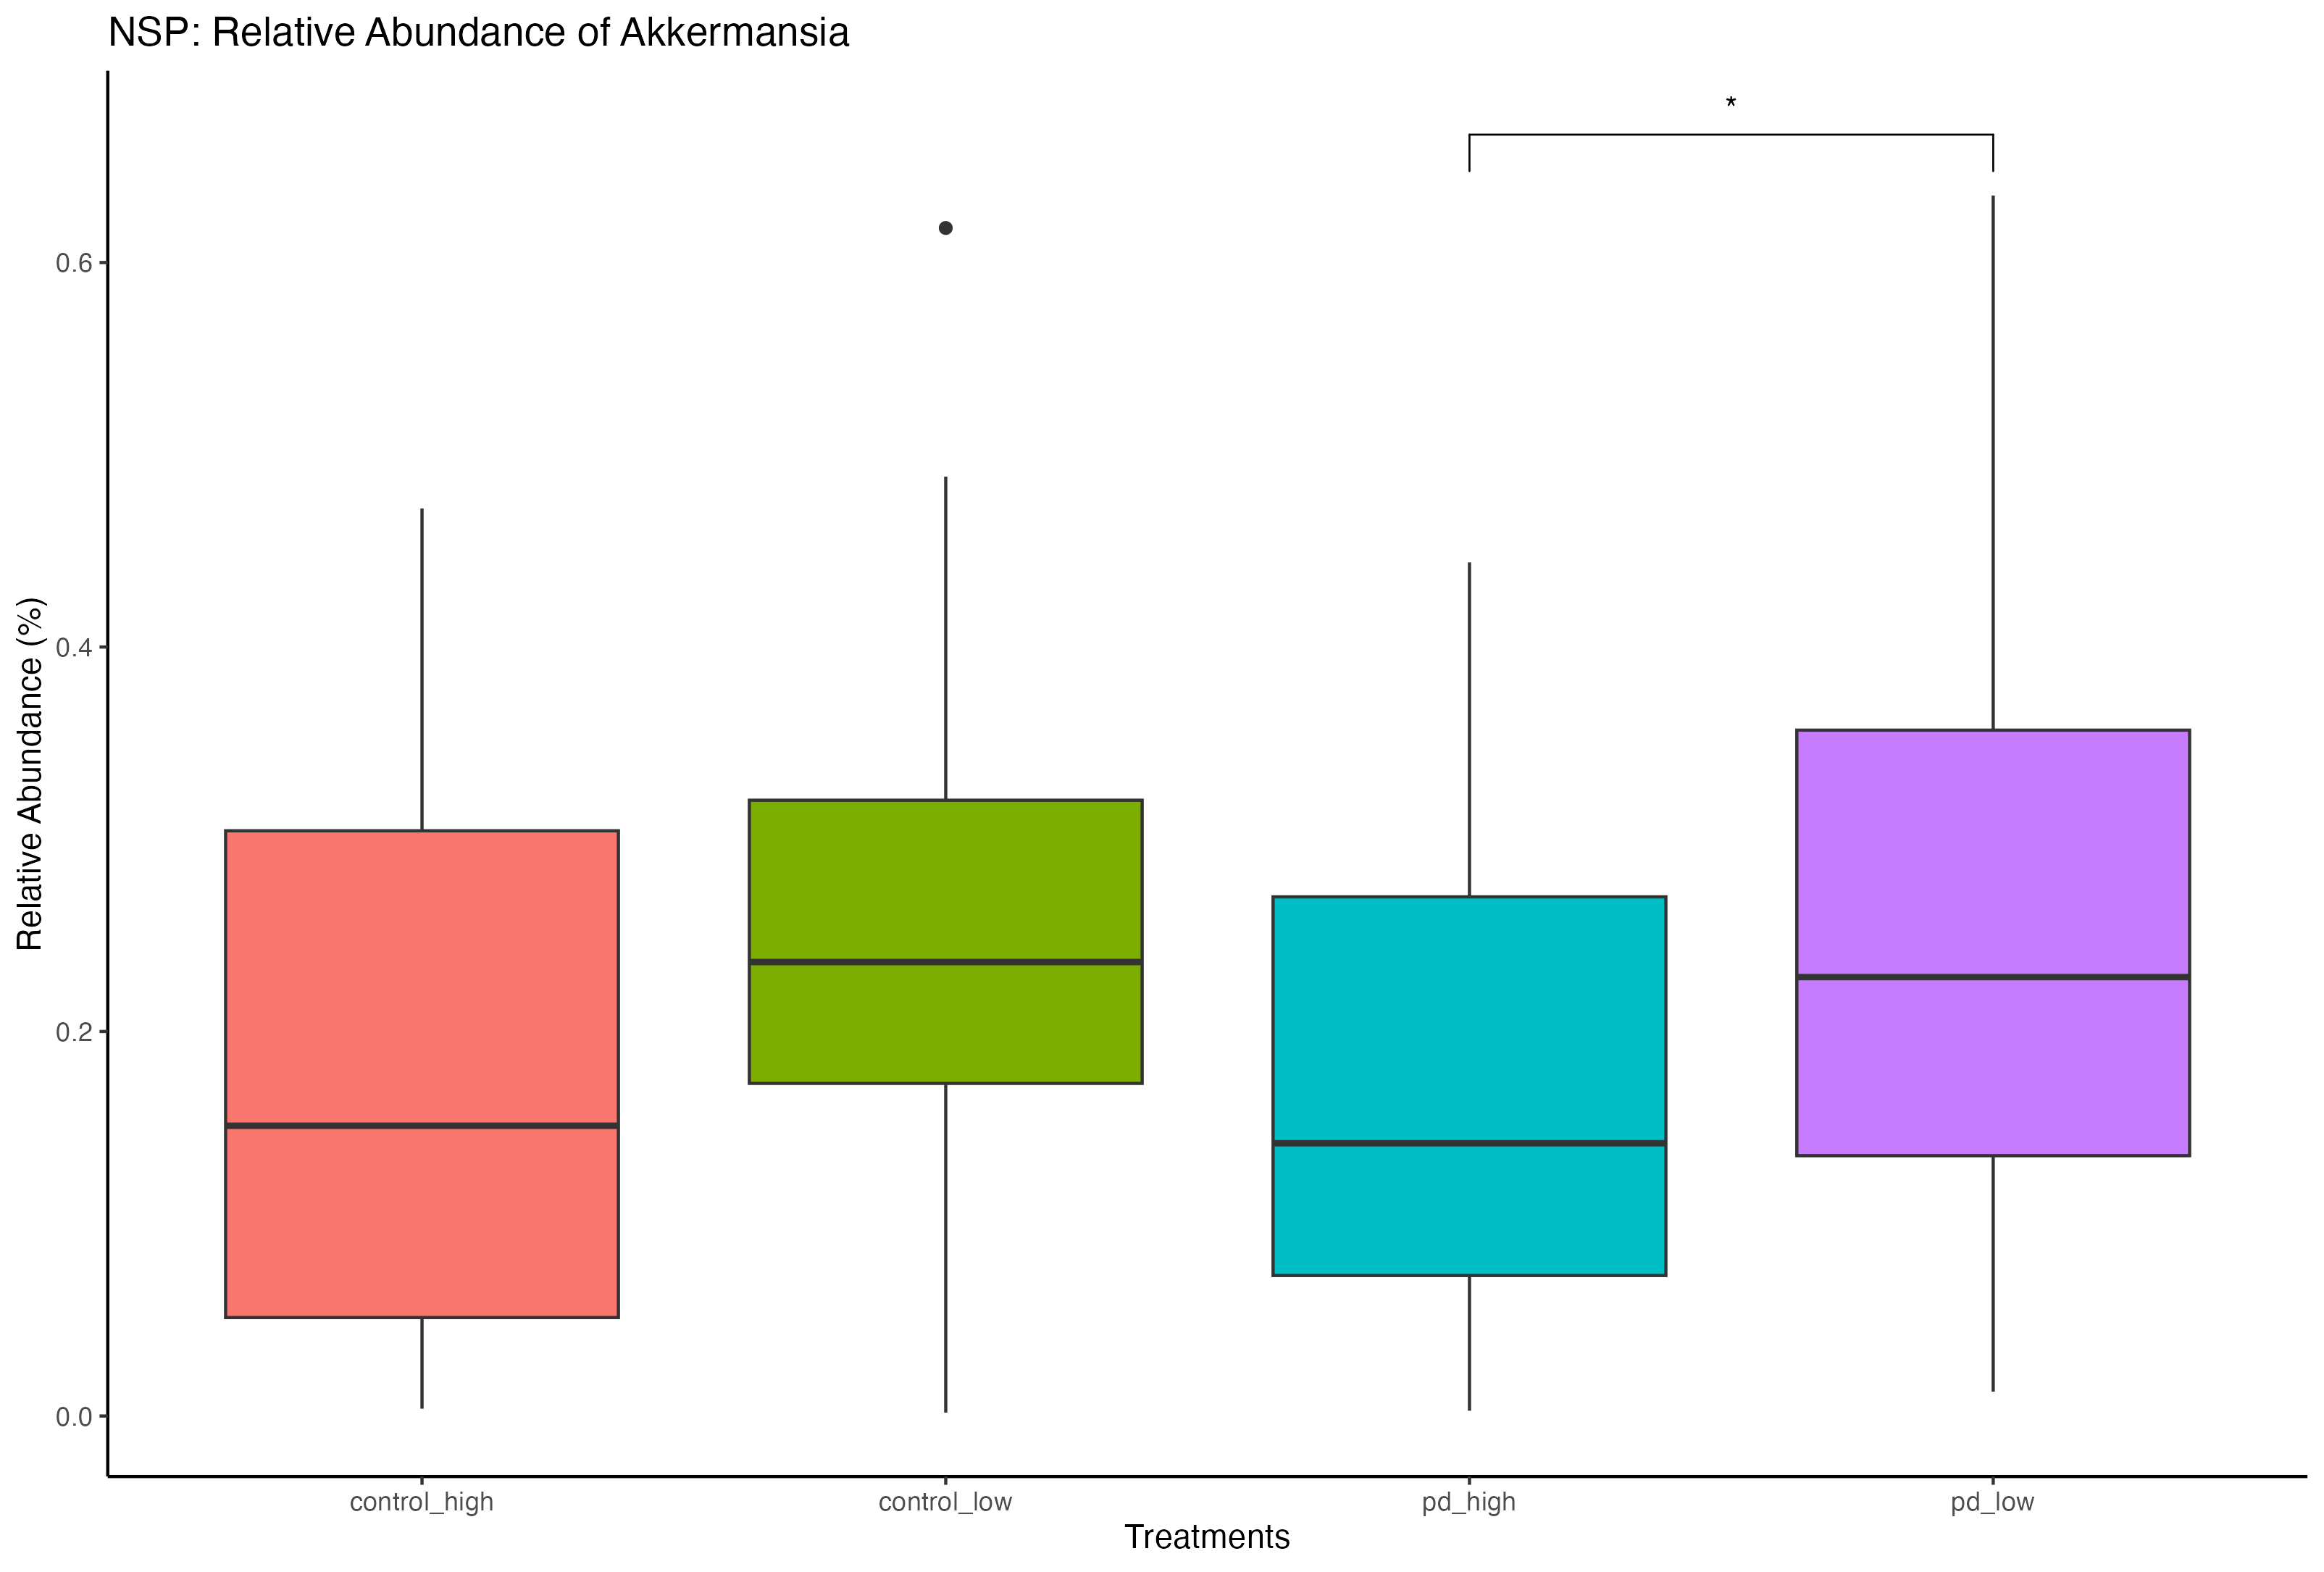 NSP: Relative Abundance of Akkermansia
*
0.6
0.4
0.2
0.0
Relative Abundance (%)
control_high control_low pd_high pd_low
Treatments